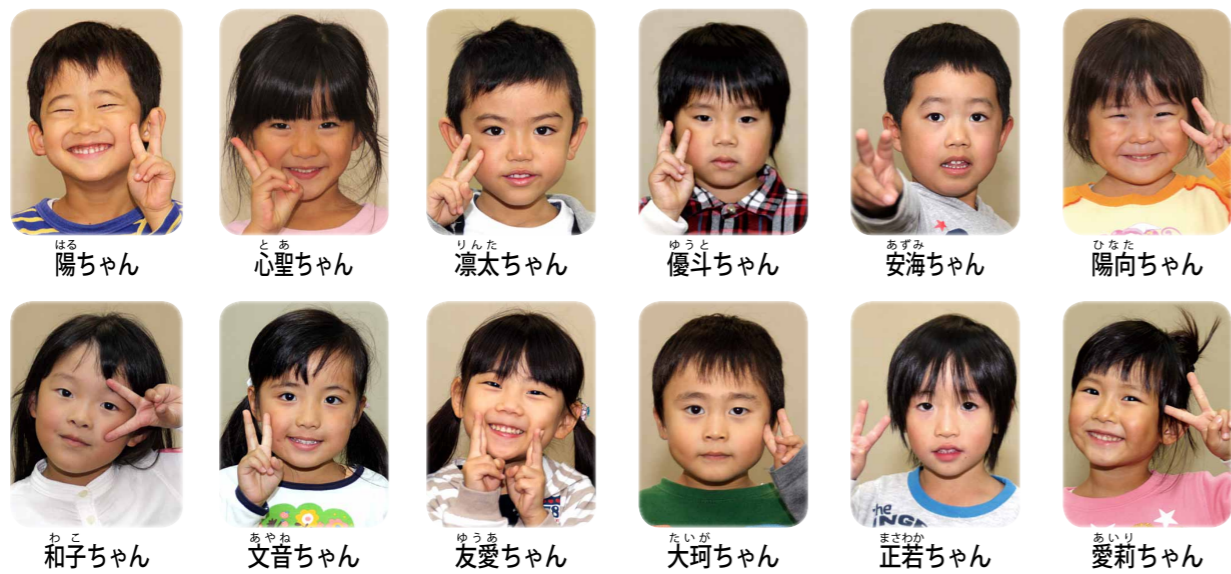 はる
陽ちゃん
とあ
心聖ちゃん
りんた
凛太ちゃん
ゆうと
優斗ちゃん
あずみ
安海ちゃん
ひなた
陽向ちゃん
the
わこ
和子ちゃん
あやね
文音ちゃん
ゆうあ
友愛ちゃん
たいが
大珂ちゃん
まさわか
正若ちゃん
あいり
愛莉ちゃん